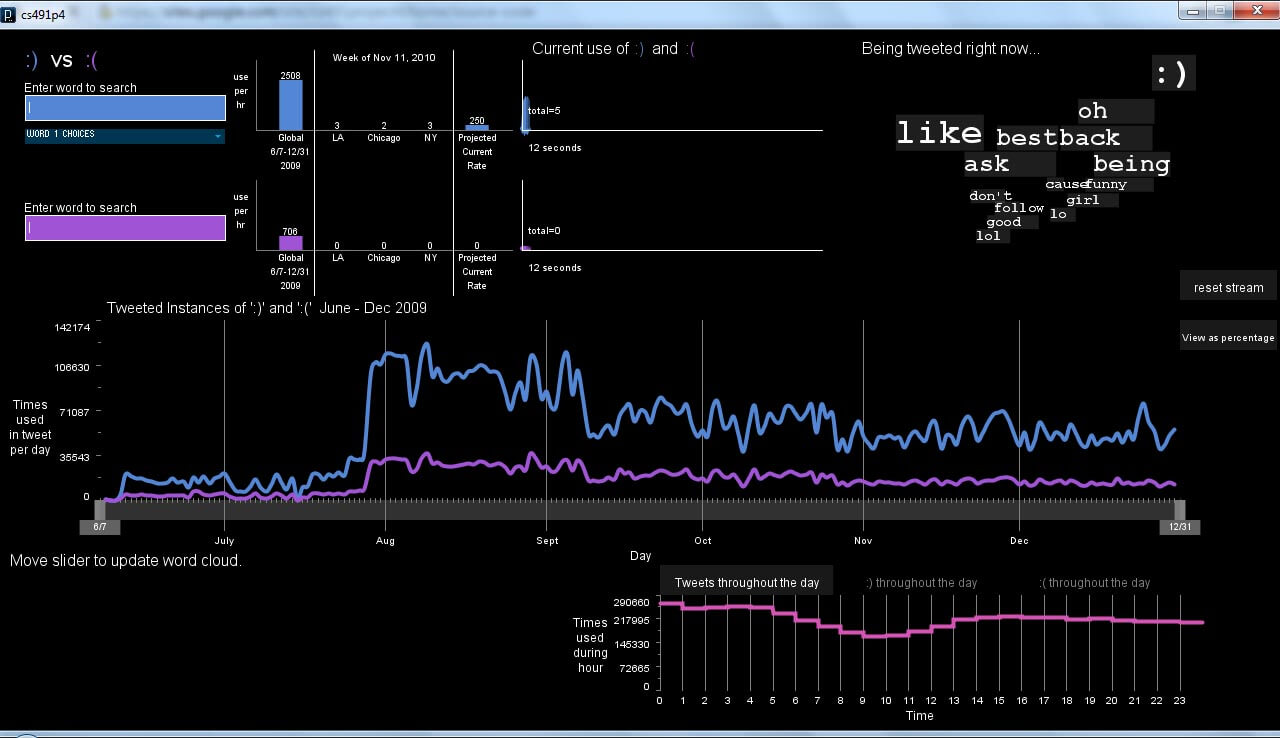 cs491p4
:) vs :(
Enter word to search
WORD 1 CHOICES
Enter word to search
use
per
hr
2508
Global
6/7-12/31
2009
Week of Nov 11, 2010
3
LA
2
Chicago
3
NY
250
Projected
Current
Rate
use
per
hr
706
Global
6/7-12/31
2009
0
LA
0
Chicago
0
NY
0
Projected
Current
Rate
Current use of :) and :(
total=5
12 seconds
total=0
12 seconds
Being tweeted right now...
:)
oh
like bestback
ask being
cause funny
don't girl
follow lo
good
lol
reset stream
View as percentage
Tweeted Instances of ':)' and ':(' June - Dec 2009
142174
106630
71087
35543
0
Times
used
in tweet
per day
6/7
12/31
July Aug Sept Oct Nov Dec
Day
Move slider to update word cloud.
Tweets throughout the day :) throughout the day :( throughout the day
290660
217995
145330
72665
0
Times
used
during
hour
0 1 2 3 4 5 6 7 8 9 10 11 12 13 14 15 16 17 18 19 20 21 22 23
Time